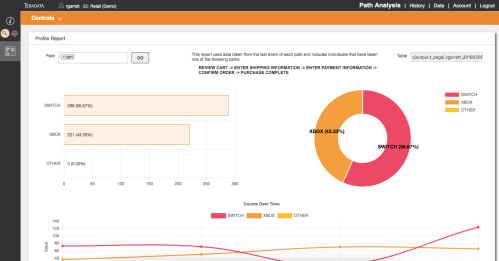 TERADATA. rgarrett Retail (Demo) Path Analysis | History | Data | Account | Logout
Controls
Profile Report
Field GO
This report uses data taken from the last event of each path and includes individuals that have taken
one of the following paths:
REVIEW CART -> ENTER SHIPPING INFORMATION -> ENTER PAYMENT INFORMATION ->
CONFIRM ORDER -> PURCHASE COMPLETE
Table
SWITCH 289 (56.67%)
XBOX 221 (43.33%)
OTHER 0 (0.00%)
0 50 100 150 200 250 300
SWITCH
XBOX
OTHER
XBOX (43.33%)
SWITCH (56.67%)
Counts Over Time
SWITCH XBOX OTHER
Value
140
120
100
80
60
40